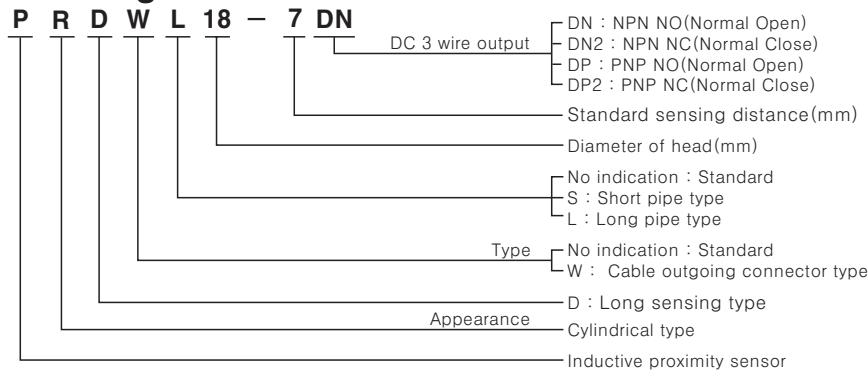 P R D W L 18 - 7 DN
DC 3 wire output
DN : NPN NO(Normal Open)
DN2 : NPN NC(Normal Close)
DP : PNP NO(Normal Open)
DP2 : PNP NC(Normal Close)
Standard sensing distance(mm)
Diameter of head(mm)
No indication : Standard
S : Short pipe type
L : Long pipe type
Type
No indication : Standard
W : Cable outgoing connector type
D : Long sensing type
Appearance
Cylindrical type
Inductive proximity sensor